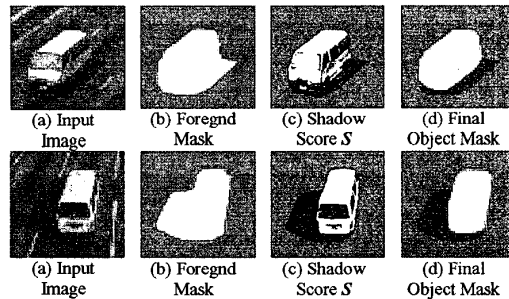 (a) Input (b) Foregnd (c) Shadow (d) Final
Image Mask Score S Object Mask
(a) Input (b) Foregnd (c) Shadow (d) Final
Image Mask Score S Object Mask